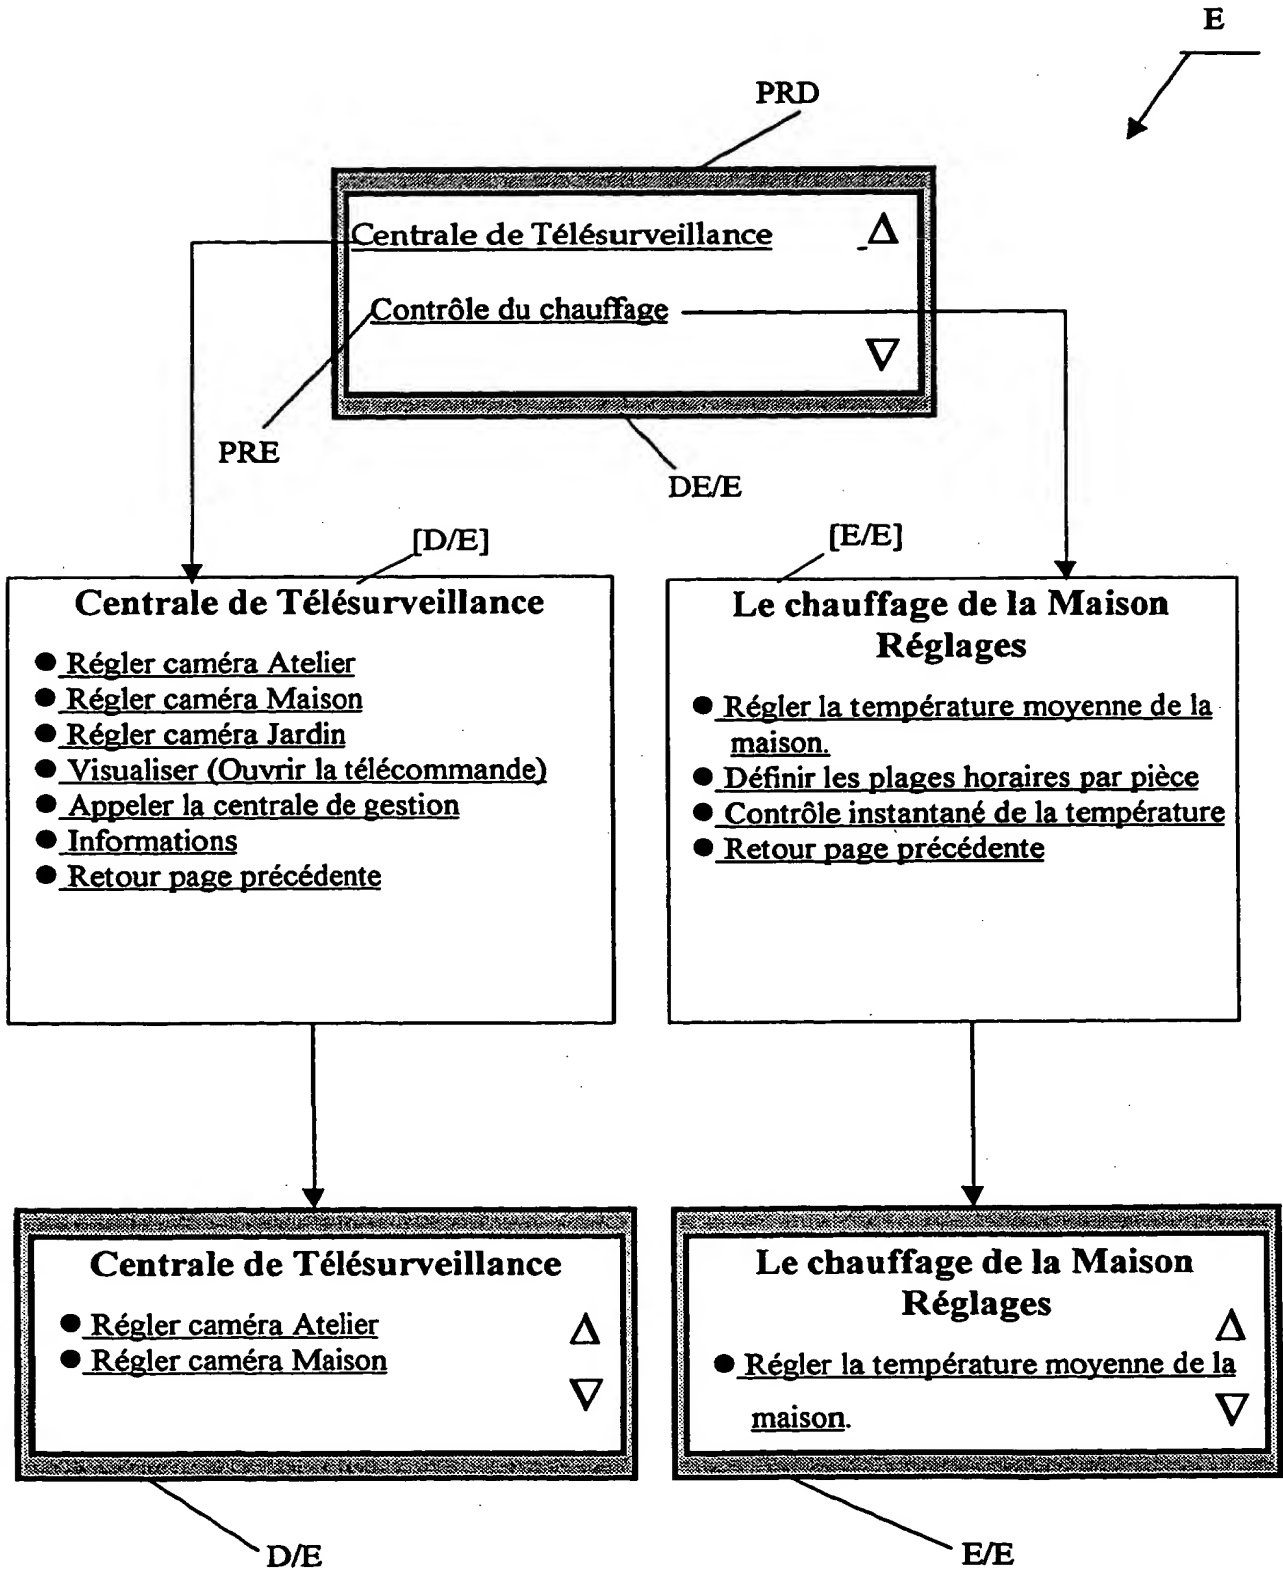 E
PRD
Centrale de Télésurveillance
Contrôle du chauffage
PRE
DE/E
[D/E]
[E/E]
Centrale de Télésurveillance
Régler caméra Atelier
Régler caméra Maison
Régler caméra Jardin
Visualiser (Ouvrir la télécommande)
Appeler la centrale de gestion
Informations
Retour page précédente
Le chauffage de la Maison
Réglages
Régler la température moyenne de la
maison.
Définir les plages horaires par pièce
Contrôle instantané de la température
Retour page précédente
Centrale de Télésurveillance
Régler caméra Atelier
Régler caméra Maison
Le chauffage de la Maison
Réglages
Régler la température moyenne de la
maison.
D/E
E/E